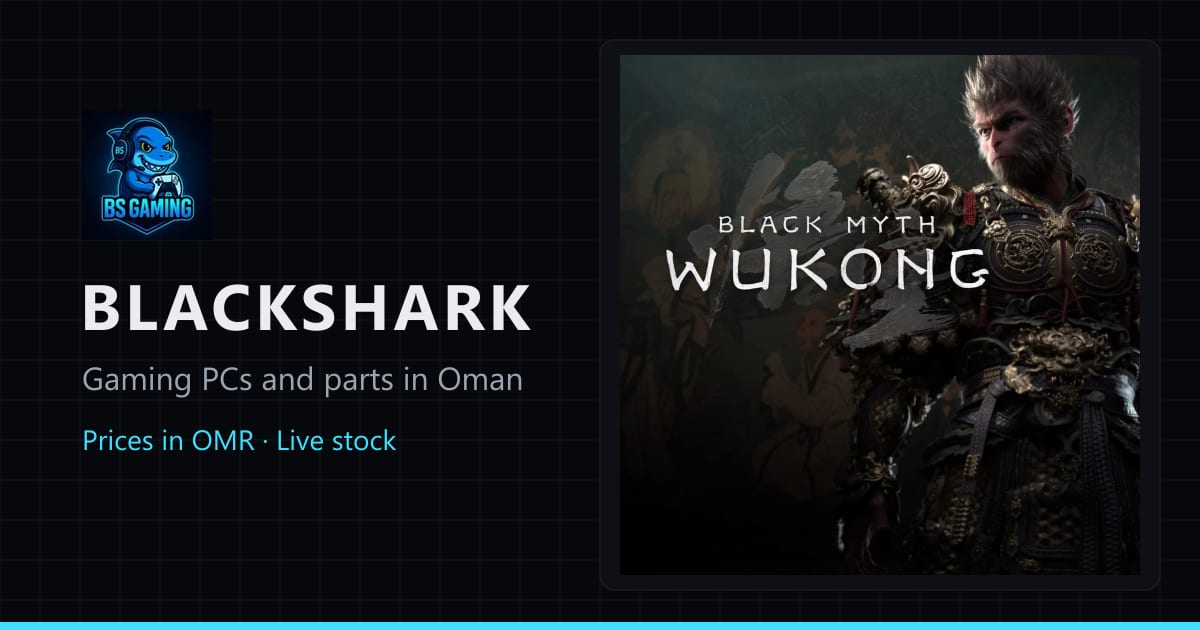 BS
BS GAMING
BLACKSHARK
Gaming PCs and parts in Oman
Prices in OMR · Live stock
BLACK MYTH
WUKONG